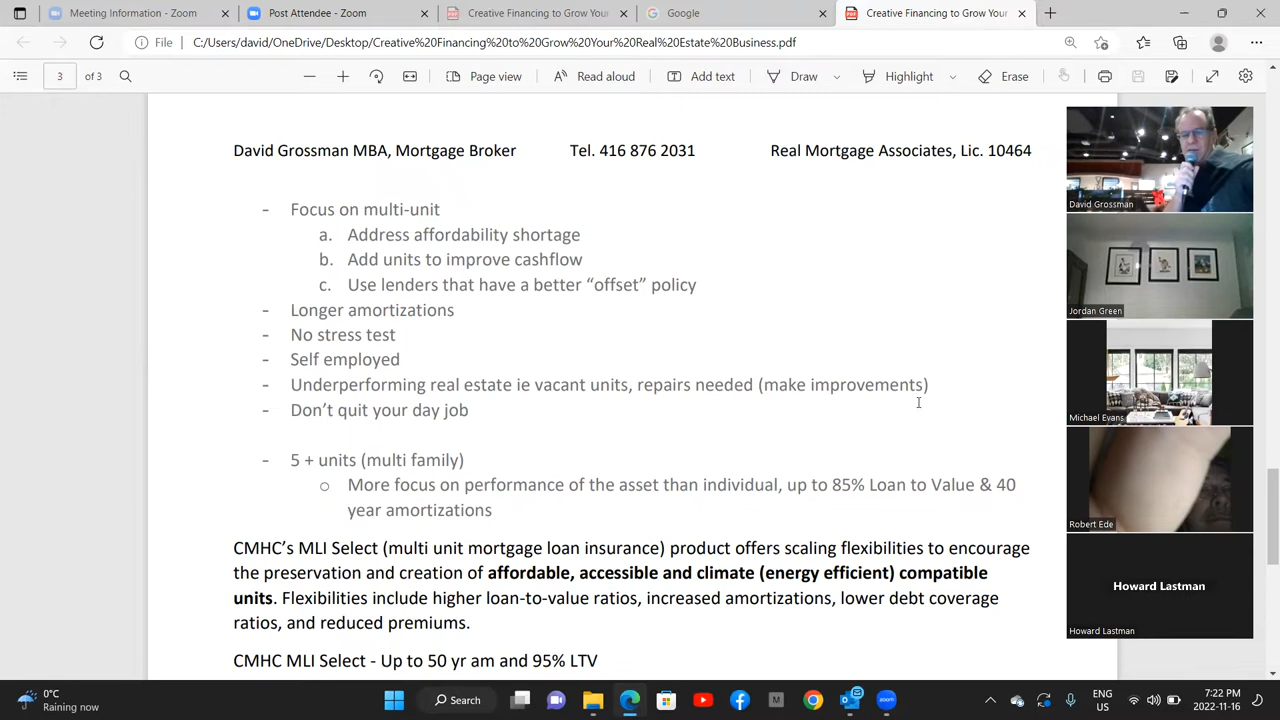 Meeting Information - Zoom
Post Attendee - Zoom
Creative Financing to Grow Your
Google
Creative Financing to Grow Your
File
C:/Users/david/OneDrive/Desktop/Creative%20Financing%20to%20Grow%20Your%20Real%20Estate%20Business.pdf
3 of 3
Page view
Read aloud
Add text
Draw
Highlight
Erase
David Grossman MBA, Mortgage Broker Tel. 416 876 2031 Real Mortgage Associates, Lic. 10464
- Focus on multi-unit
a. Address affordability shortage
b. Add units to improve cashflow
c. Use lenders that have a better “offset” policy
- Longer amortizations
- No stress test
- Self employed
- Underperforming real estate ie vacant units, repairs needed (make improvements)
- Don’t quit your day job
- 5 + units (multi family)
o More focus on performance of the asset than individual, up to 85% Loan to Value & 40
year amortizations
CMHC’s MLI Select (multi unit mortgage loan insurance) product offers scaling flexibilities to encourage
the preservation and creation of affordable, accessible and climate (energy efficient) compatible
units. Flexibilities include higher loan-to-value ratios, increased amortizations, lower debt coverage
ratios, and reduced premiums.
CMHC MLI Select - Up to 50 yr am and 95% LTV
David Grossman
Jordan Green
Michael Evans
Robert Ede
Howard Lastman
Howard Lastman
0°C
Raining now
Search
ENG
US
7:22 PM
2022-11-16